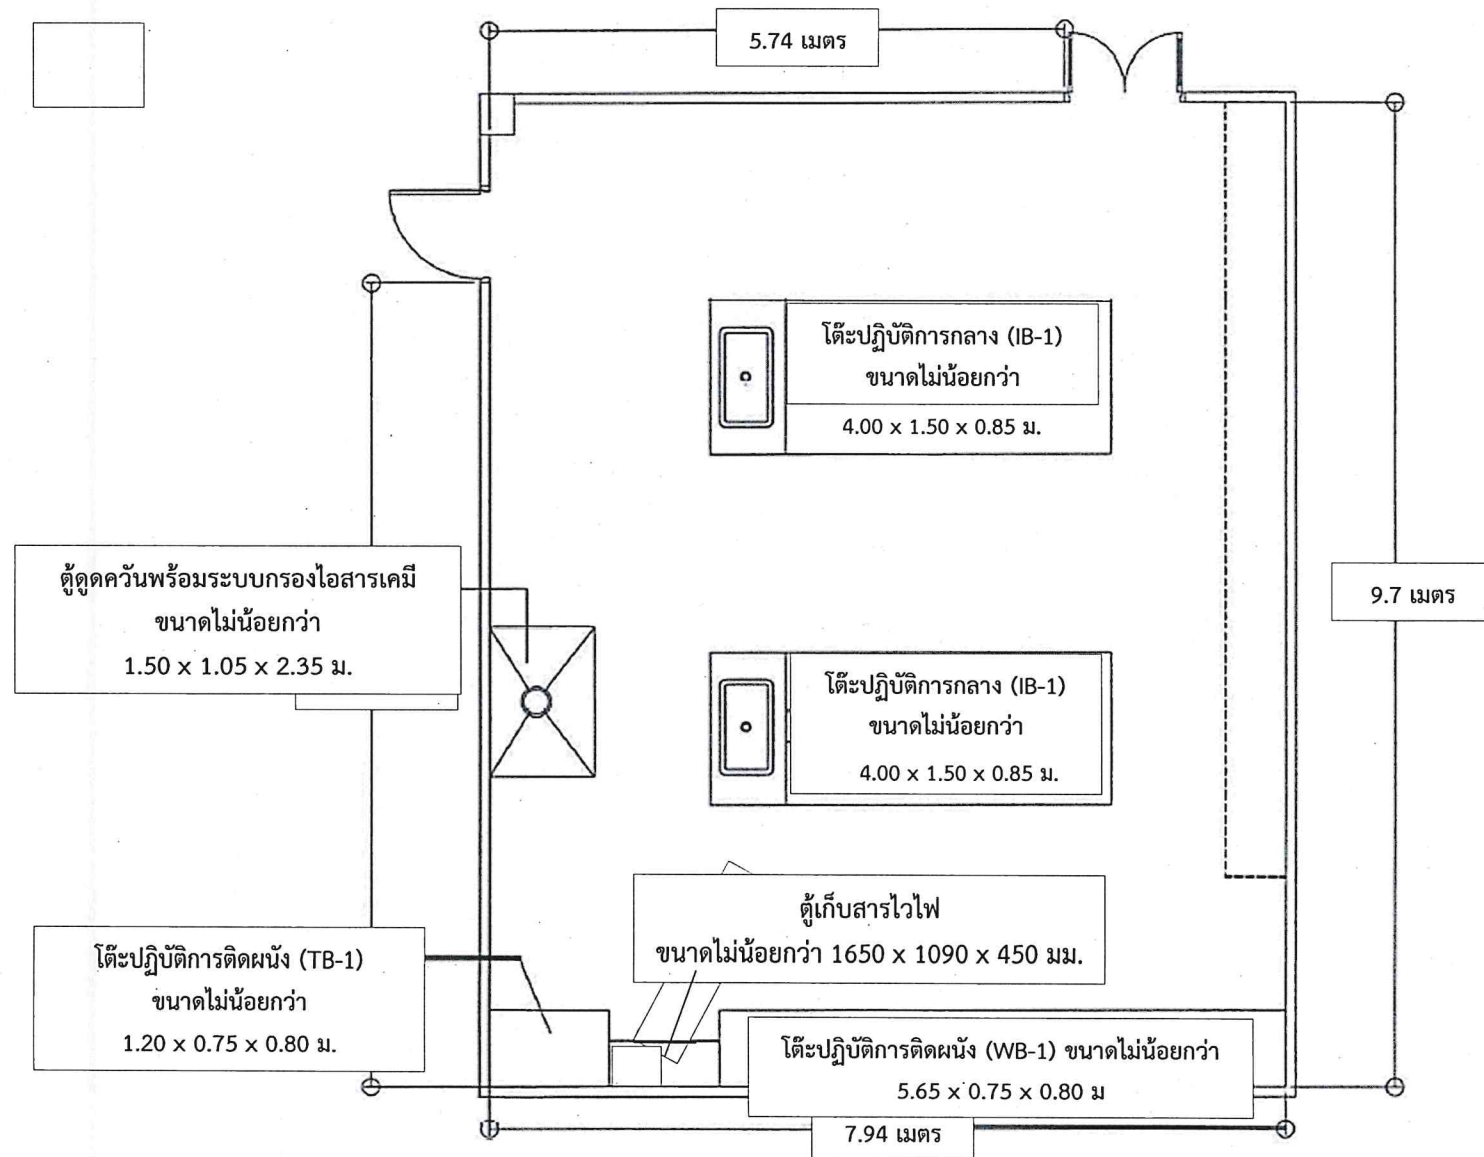 5.74 เมตร
โต๊ะปฏิบัติการกลาง (IB-1)
ขนาดไม่น้อยกว่า
4.00 x 1.50 x 0.85 ม.
ตู้ดูดควันพร้อมระบบกรองไอสารเคมี
ขนาดไม่น้อยกว่า
1.50 x 1.05 x 2.35 ม.
9.7 เมตร
โต๊ะปฏิบัติการกลาง (IB-1)
ขนาดไม่น้อยกว่า
4.00 x 1.50 x 0.85 ม.
ตู้เก็บสารไวไฟ
ขนาดไม่น้อยกว่า 1650 x 1090 x 450 มม.
โต๊ะปฏิบัติการติดผนัง (TB-1)
ขนาดไม่น้อยกว่า
1.20 x 0.75 x 0.80 ม.
โต๊ะปฏิบัติการติดผนัง (WB-1) ขนาดไม่น้อยกว่า
5.65 x 0.75 x 0.80 ม
7.94 เมตร